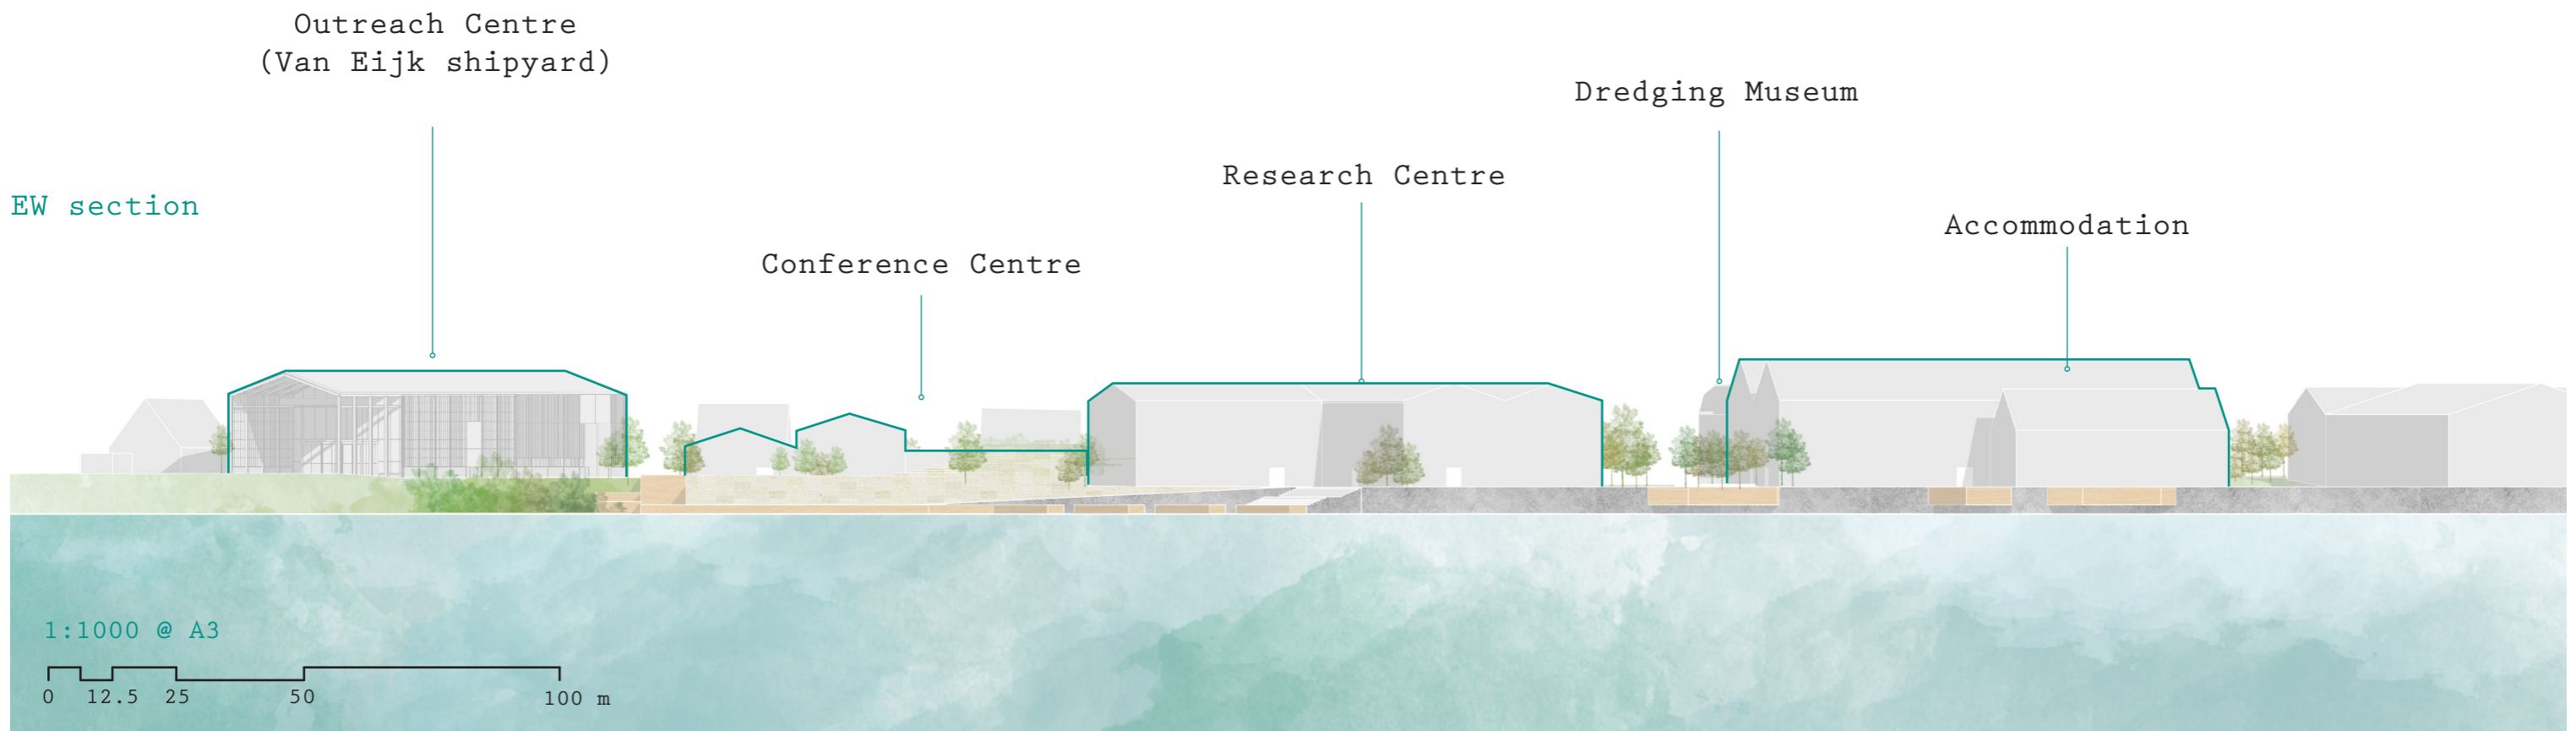 Outreach Centre
(Van Eijk shipyard)
Dredging Museum
Research Centre
EW section
Accommodation
Conference Centre
1:1000 @ A3
0 12.5 25 50 100 m